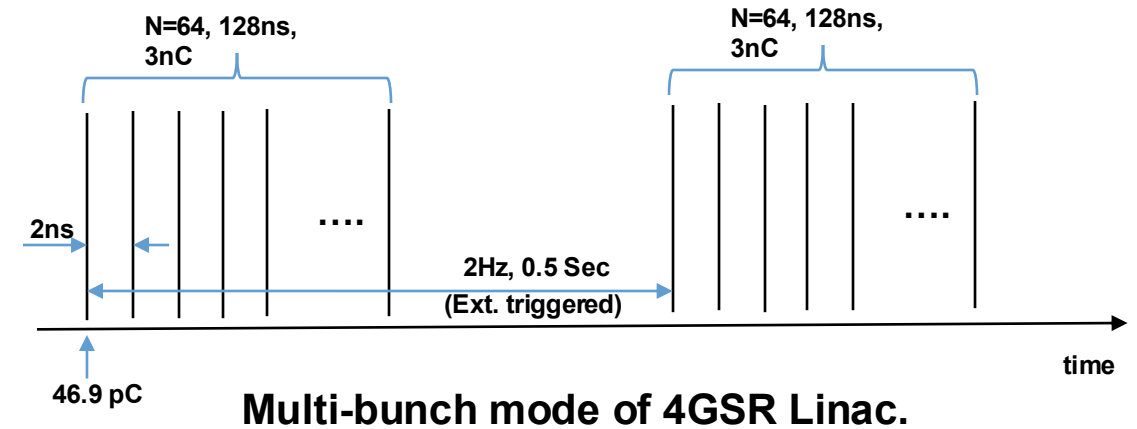 N=64, 128ns,
3nC
N=64, 128ns,
3nC
2ns
....
....
2Hz, 0.5 Sec
(Ext. triggered)
time
46.9 pC
Multi-bunch mode of 4GSR Linac.